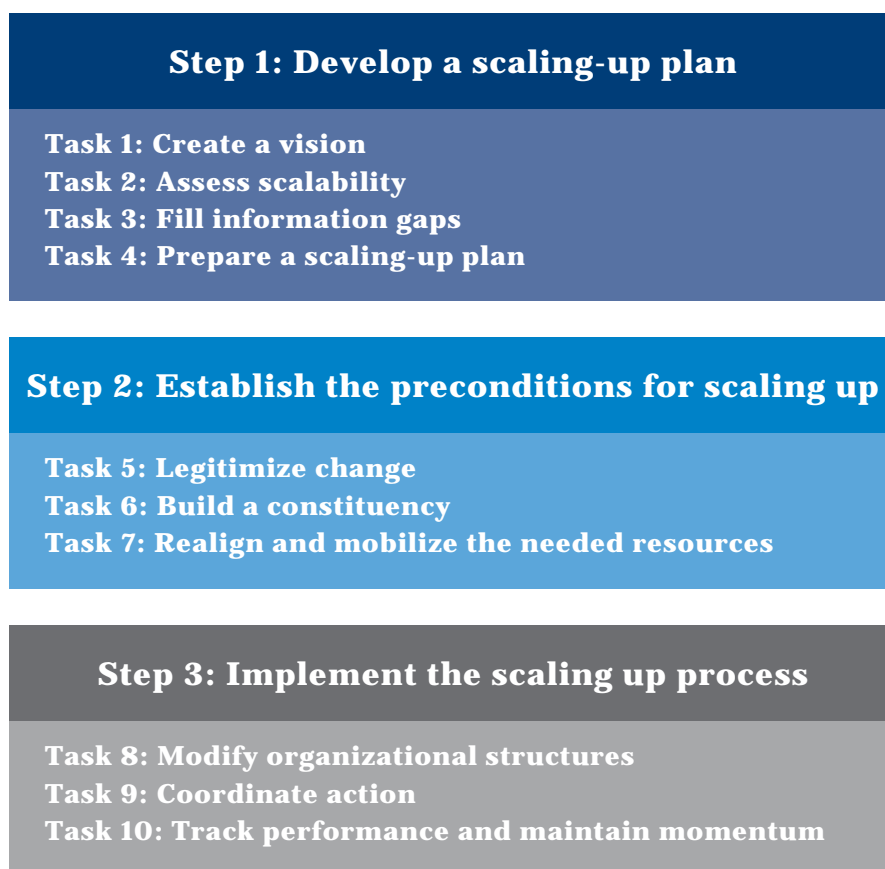 Step 1: Develop a scaling-up plan
Task 1: Create a vision
Task 2: Assess scalability
Task 3: Fill information gaps
Task 4: Prepare a scaling-up plan
Step 2: Establish the preconditions for scaling up
Task 5: Legitimize change
Task 6: Build a constituency
Task 7: Realign and mobilize the needed resources
Step 3: Implement the scaling up process
Task 8: Modify organizational structures
Task 9: Coordinate action
Task 10: Track performance and maintain momentum